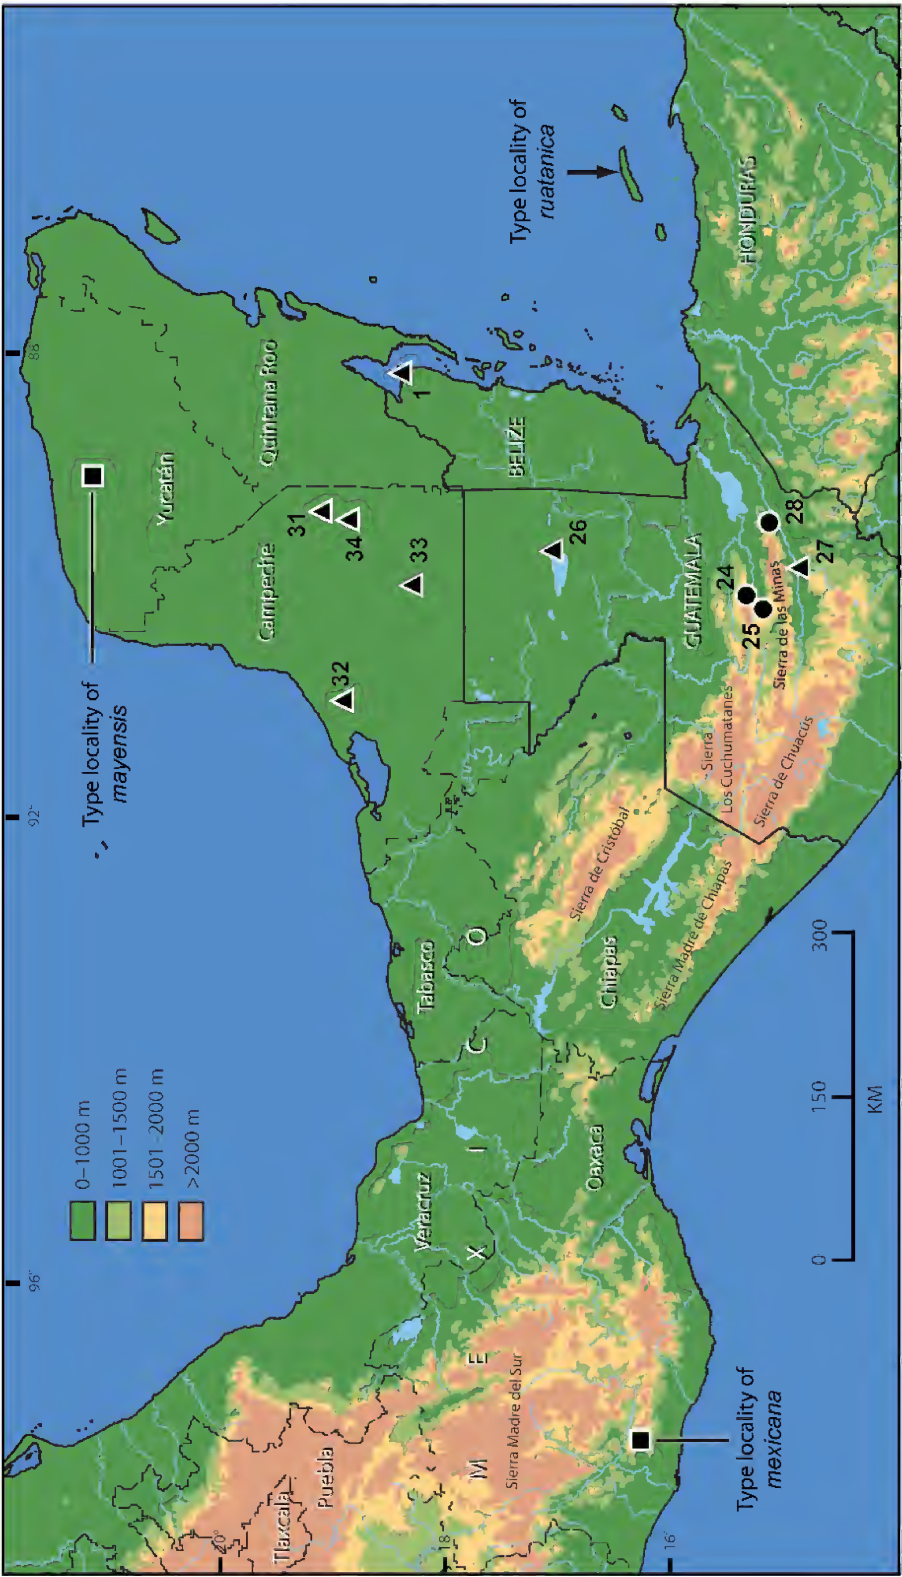 0–1000 m
1001–1500 m
1501–2000 m
>2000 m
96°
92°
88°
20°
18°
16°
Type locality of
mayensis
Type locality of
ruatanica
Type locality of
mexicana
Yucatán
Quintana Roo
Campeche
BELIZE
GUATEMALA
HONDURAS
Tabasco
Chiapas
Veracruz
Oaxaca
Puebla
Tlaxcala
M E X I C O
Sierra Madre del Sur
Sierra de Cristóbal
Sierra Madre de Chiapas
Sierra
Los Cuchumatanes
Sierra de Chuacús
Sierra de las Minas
31
34
33
32
1
26
24
25
28
27
0 150 300
KM